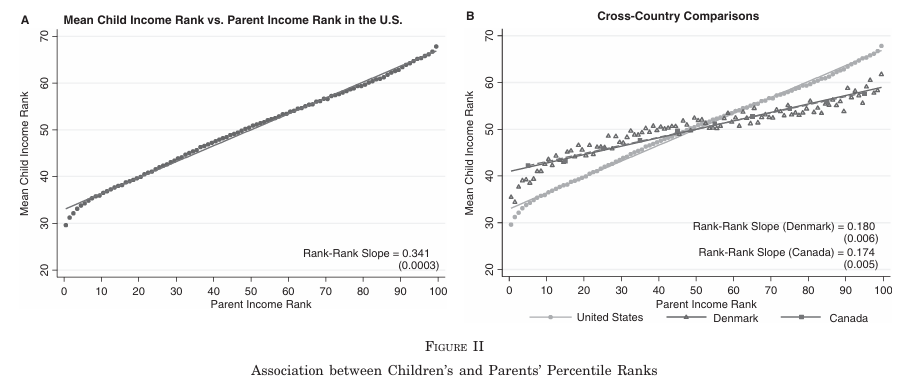 A
Mean Child Income Rank vs. Parent Income Rank in the U.S.
Mean Child Income Rank
70
60
50
40
30
20
0 10 20 30 40 50 60 70 80 90 100
Parent Income Rank
Rank-Rank Slope = 0.341
(0.0003)
B
Cross-Country Comparisons
Mean Child Income Rank
70
60
50
40
30
20
0 10 20 30 40 50 60 70 80 90 100
Parent Income Rank
Rank-Rank Slope (Denmark) = 0.180
(0.006)
Rank-Rank Slope (Canada) = 0.174
(0.005)
United States Denmark Canada
Figure II
Association between Children's and Parents' Percentile Ranks